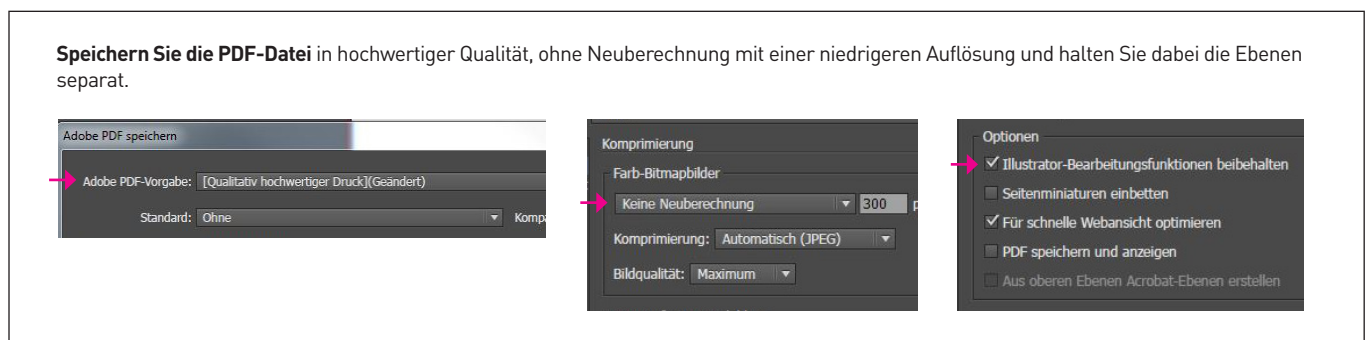 Speichern Sie die PDF-Datei in hochwertiger Qualität, ohne Neuberechnung mit einer niedrigeren Auflösung und halten Sie dabei die Ebenen
separat.
Adobe PDF speichern
Adobe PDF-Vorgabe: [Qualitativ hochwertiger Druck](Geändert)
Standard: Ohne
Komprimierung
Farb-Bitmapbilder
Keine Neuberechnung 300
Komprimierung: Automatisch (JPEG)
Bildqualität: Maximum
Optionen
Illustrator-Bearbeitungsfunktionen beibehalten
Seitenminiaturen einbetten
Für schnelle Webansicht optimieren
PDF speichern und anzeigen
Aus oberen Ebenen Acrobat-Ebenen erstellen